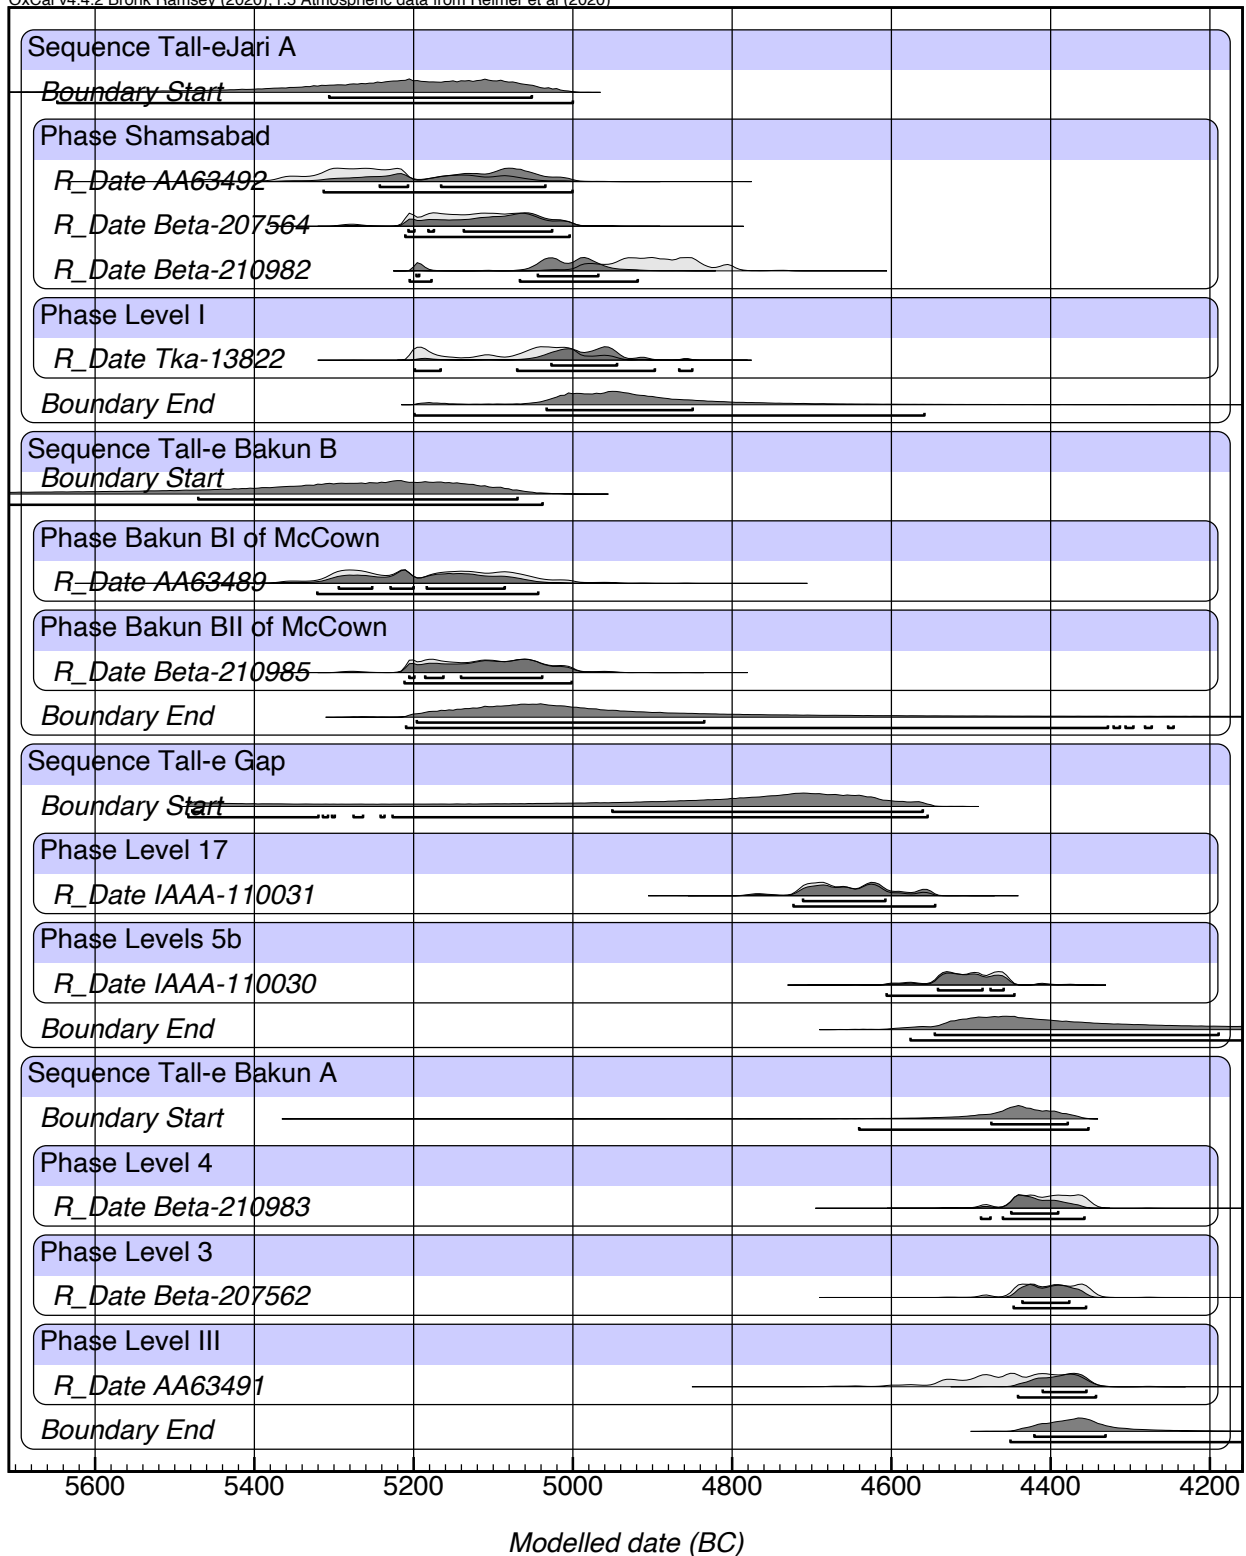 OxCal v4.4.2 Bronk Ramsey (2020); r:5 Atmospheric data from Reimer et al (2020)
Sequence Tall-eJari A
Boundary Start
Phase Shamsabad
R_Date AA63492
R_Date Beta-207564
R_Date Beta-210982
Phase Level I
R_Date Tka-13822
Boundary End
Sequence Tall-e Bakun B
Boundary Start
Phase Bakun BI of McCown
R_Date AA63489
Phase Bakun BII of McCown
R_Date Beta-210985
Boundary End
Sequence Tall-e Gap
Boundary Start
Phase Level 17
R_Date IAAA-110031
Phase Levels 5b
R_Date IAAA-110030
Boundary End
Sequence Tall-e Bakun A
Boundary Start
Phase Level 4
R_Date Beta-210983
Phase Level 3
R_Date Beta-207562
Phase Level III
R_Date AA63491
Boundary End
5600 5400 5200 5000 4800 4600 4400 4200
Modelled date (BC)